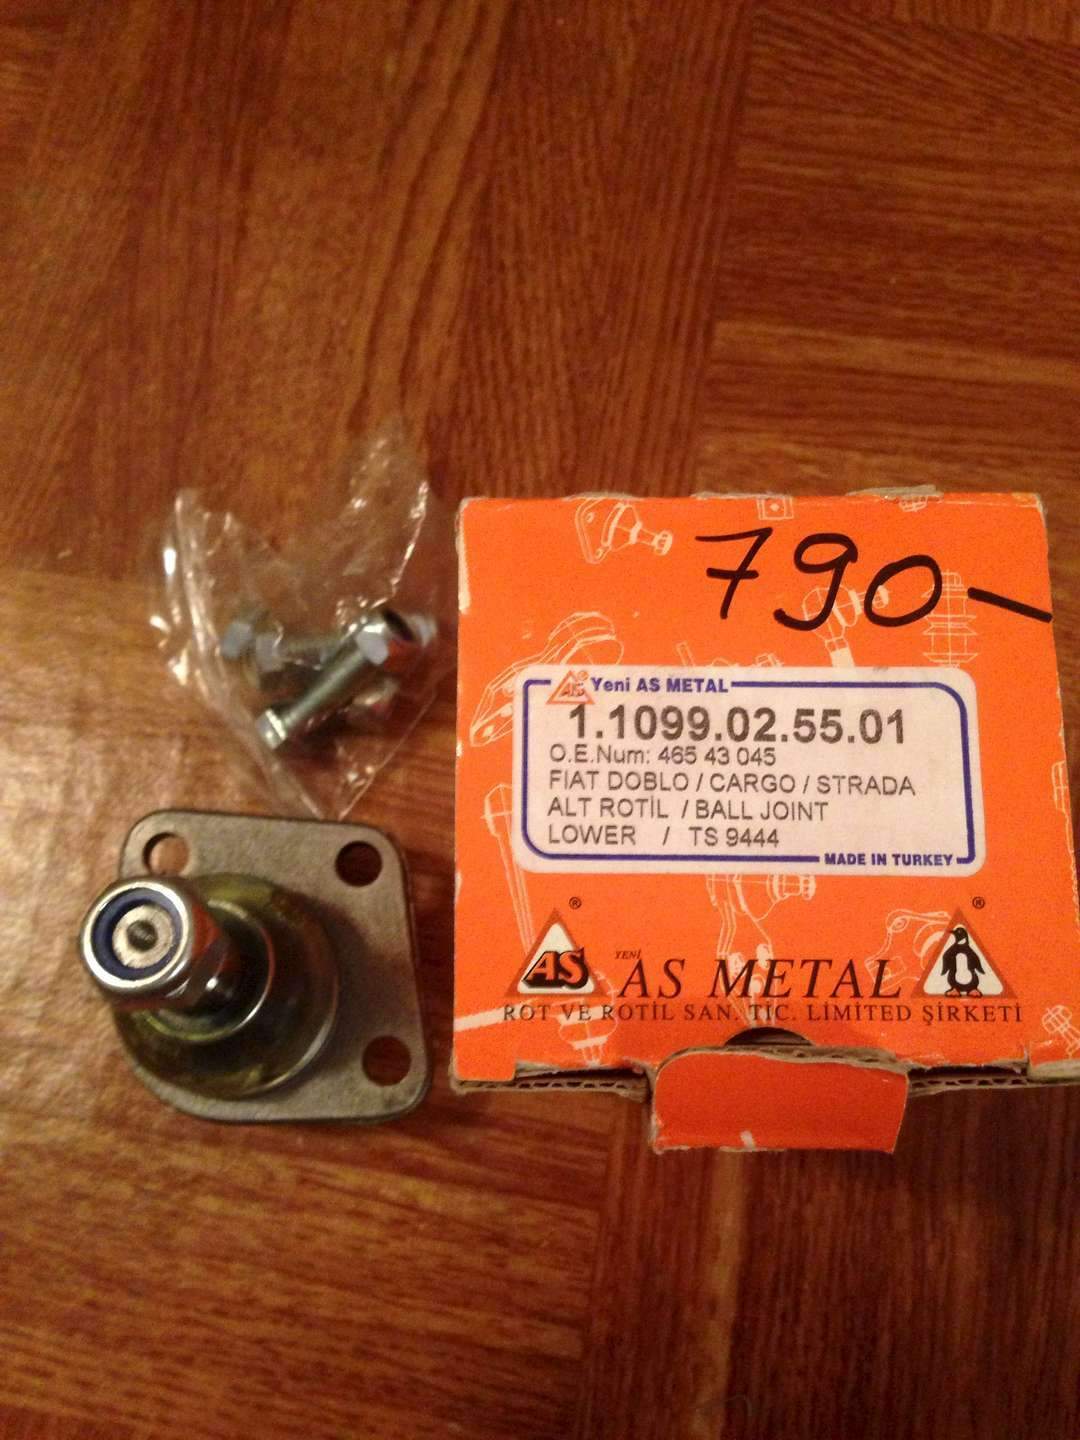 790-
AS® Yeni AS METAL
1.1099.02.55.01
O.E.Num: 465 43 045
FIAT DOBLO / CARGO / STRADA
ALT ROTİL / BALL JOINT
LOWER / TS 9444
MADE IN TURKEY
® ®
AS YENİ AS METAL
ROT VE ROTİL SAN. TİC. LİMİTED ŞİRKETİ